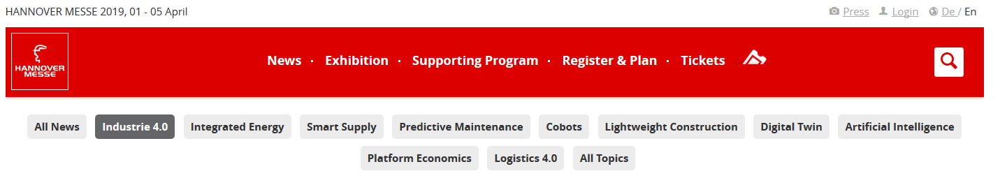 HANNOVER MESSE 2019, 01 - 05 April Press Login De / En
HANNOVER
MESSE
News · Exhibition · Supporting Program · Register & Plan · Tickets
All News Industrie 4.0 Integrated Energy Smart Supply Predictive Maintenance Cobots Lightweight Construction Digital Twin Artificial Intelligence
Platform Economics Logistics 4.0 All Topics